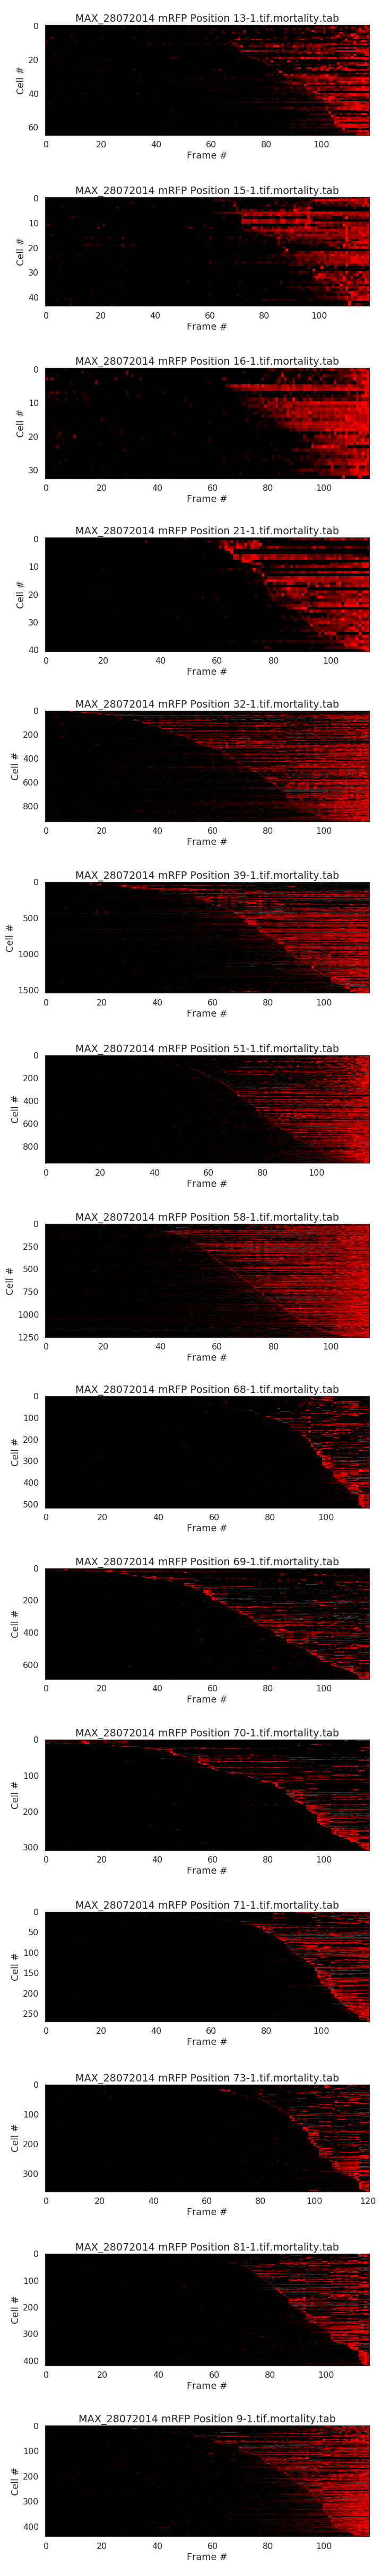 MAX_28072014 mRFP Position 13-1.tif.mortality.tab
0
20
40
60
Cell #
0 20 40 60 80 100
Frame #
MAX_28072014 mRFP Position 15-1.tif.mortality.tab
0
10
20
30
40
Cell #
0 20 40 60 80 100
Frame #
MAX_28072014 mRFP Position 16-1.tif.mortality.tab
0
10
20
30
Cell #
0 20 40 60 80 100
Frame #
MAX_28072014 mRFP Position 21-1.tif.mortality.tab
0
10
20
30
40
Cell #
0 20 40 60 80 100
Frame #
MAX_28072014 mRFP Position 32-1.tif.mortality.tab
0
200
400
600
800
Cell #
0 20 40 60 80 100
Frame #
MAX_28072014 mRFP Position 39-1.tif.mortality.tab
0
500
1000
1500
Cell #
0 20 40 60 80 100
Frame #
MAX_28072014 mRFP Position 51-1.tif.mortality.tab
0
200
400
600
800
Cell #
0 20 40 60 80 100
Frame #
MAX_28072014 mRFP Position 58-1.tif.mortality.tab
0
250
500
750
1000
1250
Cell #
0 20 40 60 80 100
Frame #
MAX_28072014 mRFP Position 68-1.tif.mortality.tab
0
100
200
300
400
500
Cell #
0 20 40 60 80 100
Frame #
MAX_28072014 mRFP Position 69-1.tif.mortality.tab
0
200
400
600
Cell #
0 20 40 60 80 100
Frame #
MAX_28072014 mRFP Position 70-1.tif.mortality.tab
0
100
200
300
Cell #
0 20 40 60 80 100
Frame #
MAX_28072014 mRFP Position 71-1.tif.mortality.tab
0
50
100
150
200
250
Cell #
0 20 40 60 80 100
Frame #
MAX_28072014 mRFP Position 73-1.tif.mortality.tab
0
100
200
300
Cell #
0 20 40 60 80 100 120
Frame #
MAX_28072014 mRFP Position 81-1.tif.mortality.tab
0
100
200
300
400
Cell #
0 20 40 60 80 100
Frame #
MAX_28072014 mRFP Position 9-1.tif.mortality.tab
0
100
200
300
400
Cell #
0 20 40 60 80 100
Frame #